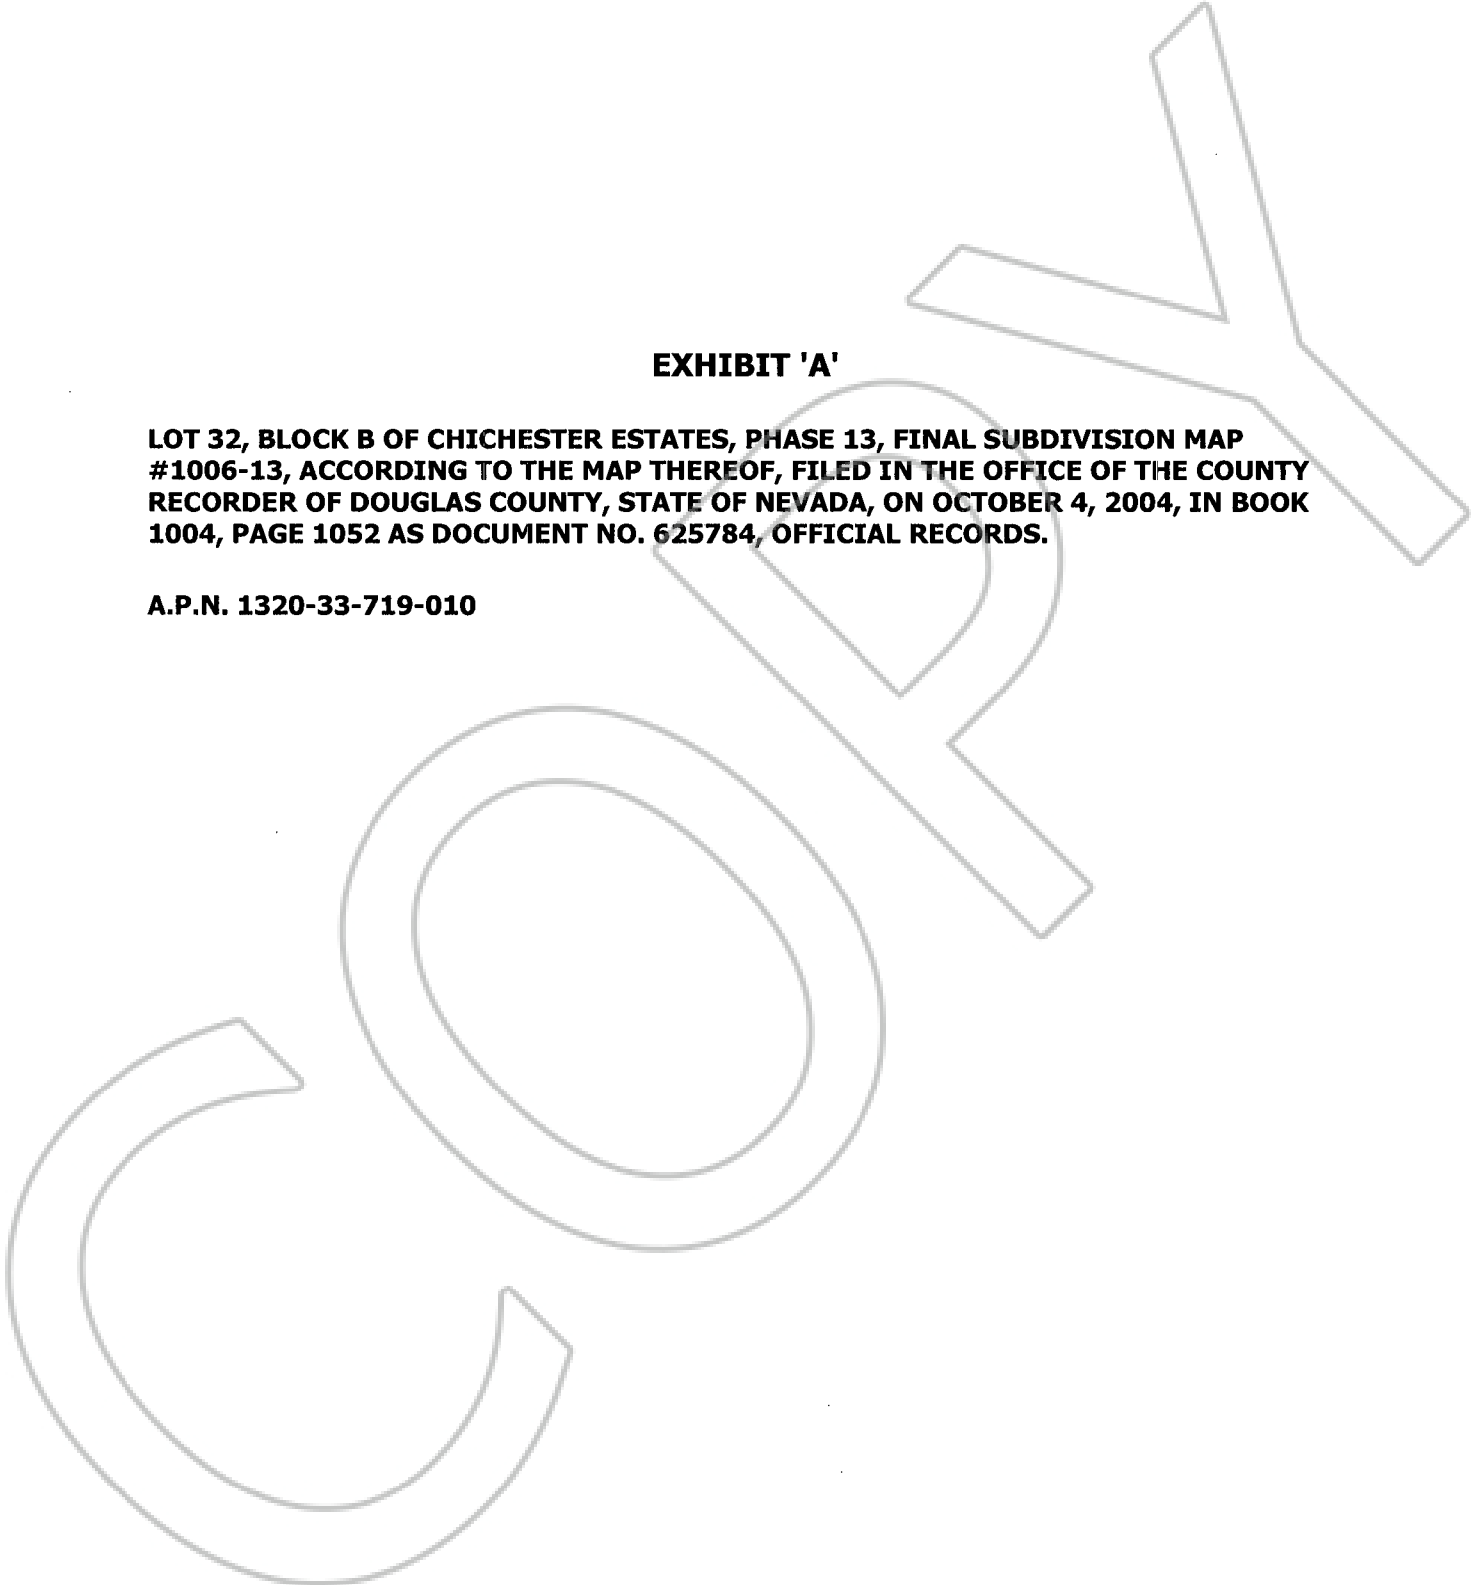 EXHIBIT 'A'
LOT 32, BLOCK B OF CHICHESTER ESTATES, PHASE 13, FINAL SUBDIVISION MAP
#1006-13, ACCORDING TO THE MAP THEREOF, FILED IN THE OFFICE OF THE COUNTY
RECORDER OF DOUGLAS COUNTY, STATE OF NEVADA, ON OCTOBER 4, 2004, IN BOOK
1004, PAGE 1052 AS DOCUMENT NO. 625784, OFFICIAL RECORDS.
A.P.N. 1320-33-719-010
COPY